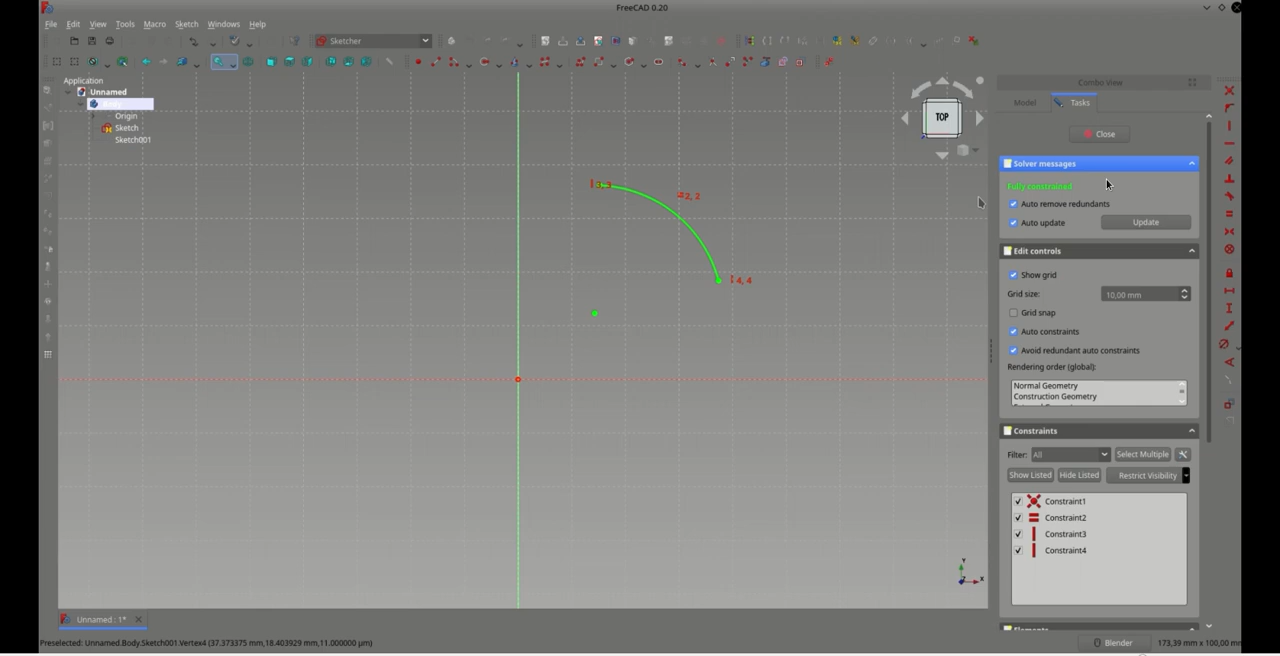 FreeCAD 0.20
File Edit View Tools Macro Sketch Windows Help
Sketcher
Application
Unnamed
Body
Origin
Sketch
Sketch001
TOP
2, 2
4, 4
Z
Y
X
Combo View
Model Tasks
Close
Solver messages
Fully constrained
Auto remove redundants
Auto update Update
Edit controls
Show grid
Grid size: 10,00 mm
Grid snap
Auto constraints
Avoid redundant auto constraints
Rendering order (global):
Normal Geometry
Construction Geometry
Constraints
Filter: All Select Multiple
Show Listed Hide Listed Restrict Visibility
Constraint1
Constraint2
Constraint3
Constraint4
Elements
Unnamed : 1*
Preselected: Unnamed.Body.Sketch001.Vertex4 (37,373375 mm,18.403929 mm,11.000000 µm) Blender 173,39 mm x 100,00 mm